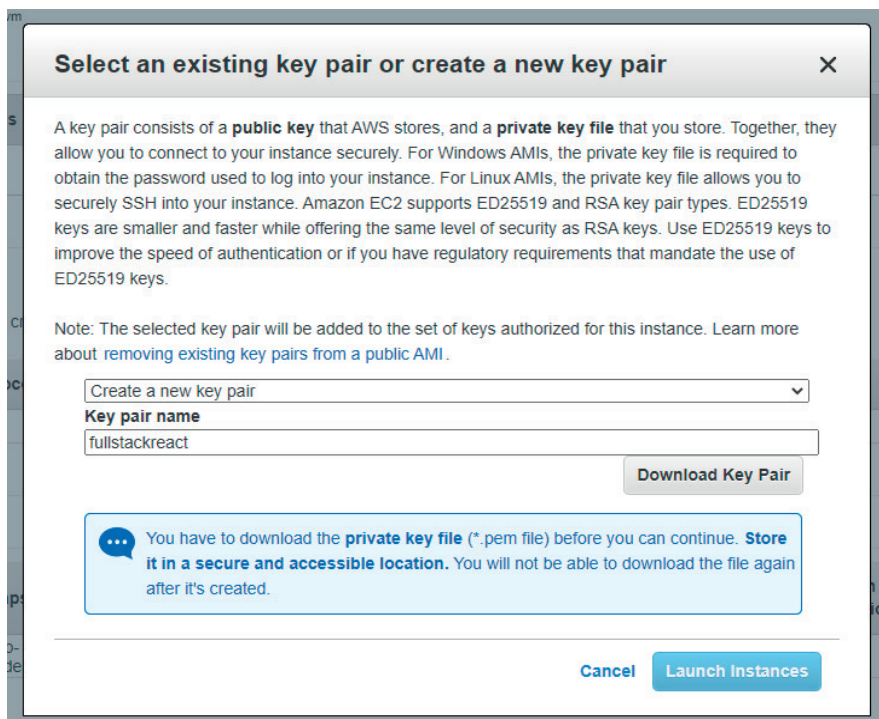 vm
Select an existing key pair or create a new key pair
A key pair consists of a public key that AWS stores, and a private key file that you store. Together, they
allow you to connect to your instance securely. For Windows AMIs, the private key file is required to
obtain the password used to log into your instance. For Linux AMIs, the private key file allows you to
securely SSH into your instance. Amazon EC2 supports ED25519 and RSA key pair types. ED25519
keys are smaller and faster while offering the same level of security as RSA keys. Use ED25519 keys to
improve the speed of authentication or if you have regulatory requirements that mandate the use of
ED25519 keys.
Note: The selected key pair will be added to the set of keys authorized for this instance. Learn more
about removing existing key pairs from a public AMI.
Create a new key pair
Key pair name
fullstackreact
Download Key Pair
You have to download the private key file (*.pem file) before you can continue. Store
it in a secure and accessible location. You will not be able to download the file again
after it's created.
Cancel
Launch Instances